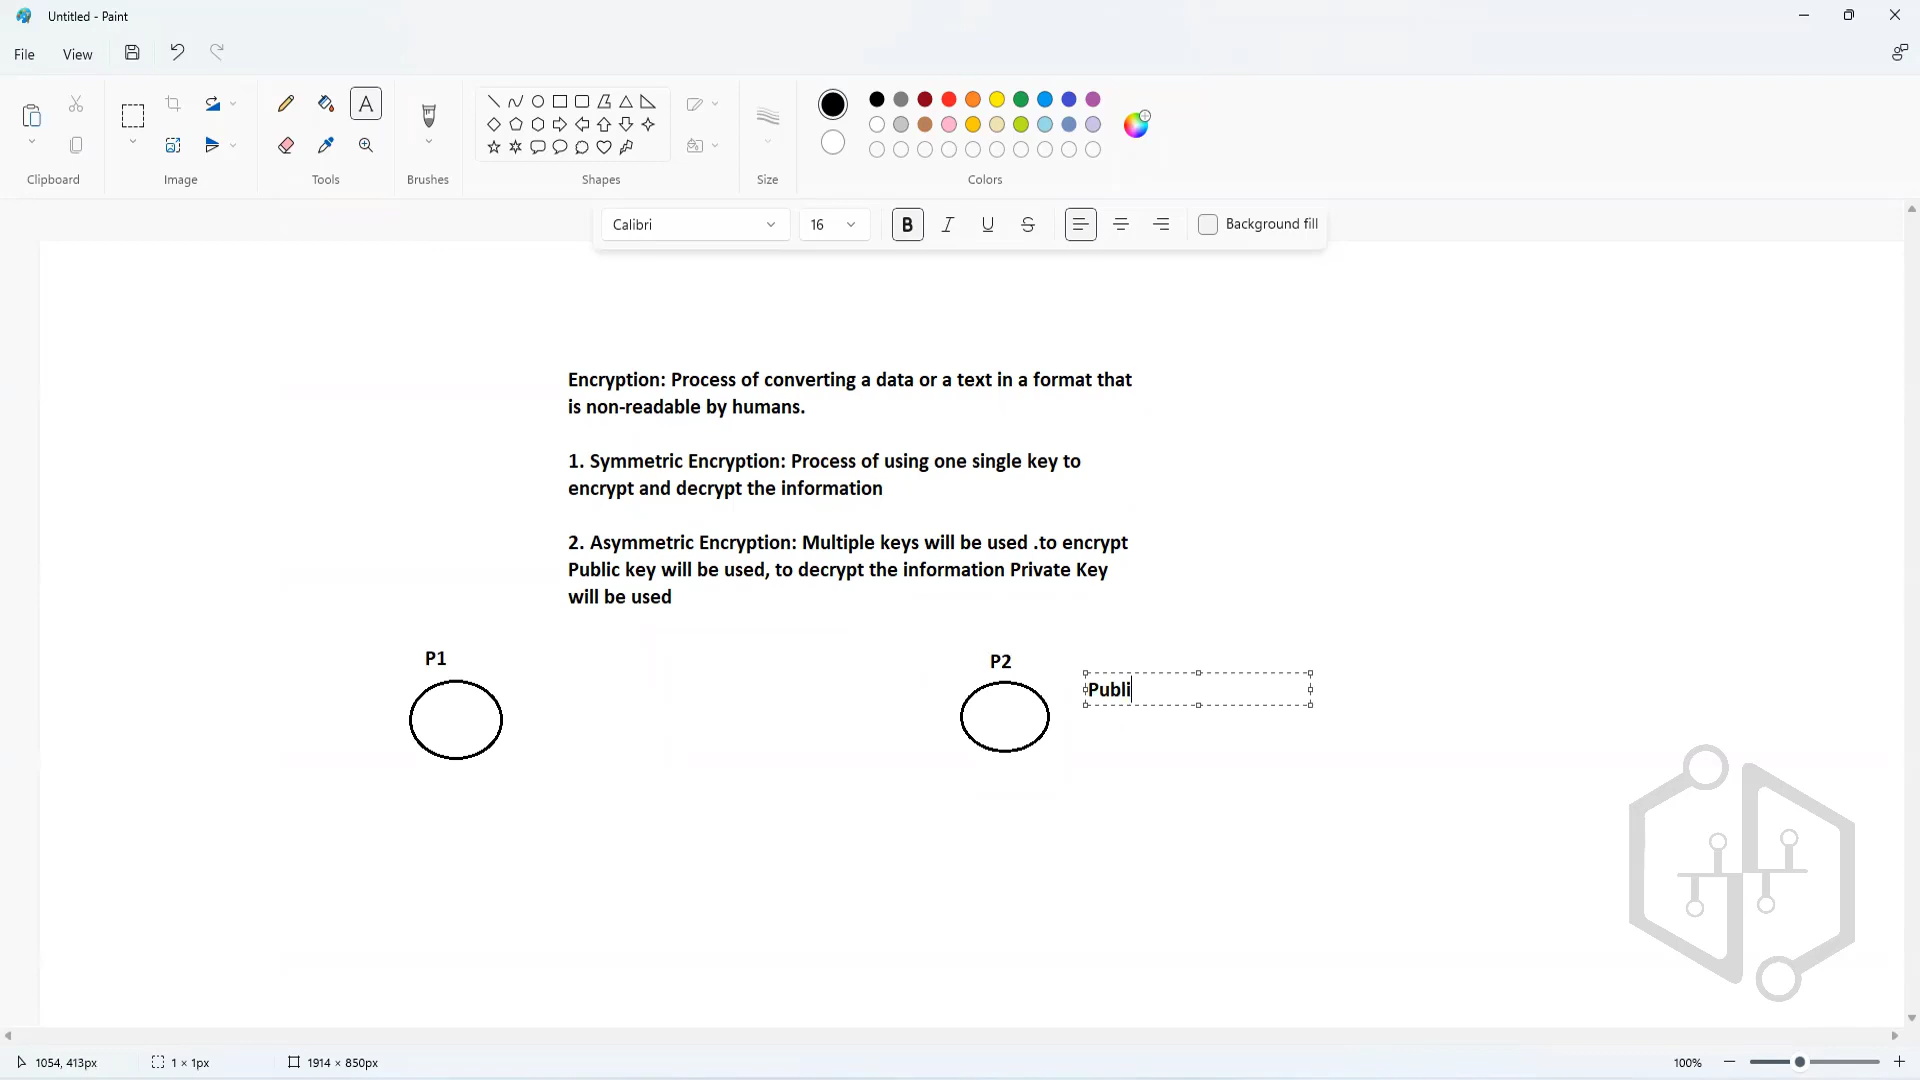 Untitled - Paint
File
View
Clipboard
Image
Tools
Brushes
Shapes
Size
Colors
A
Calibri
16
B
I
U
S
Background fill
Encryption: Process of converting a data or a text in a format that
is non-readable by humans.
1. Symmetric Encryption: Process of using one single key to
encrypt and decrypt the information
2. Asymmetric Encryption: Multiple keys will be used .to encrypt
Public key will be used, to decrypt the information Private Key
will be used
P1
P2
Publi
1054, 413px
1 × 1px
1914 × 850px
100%